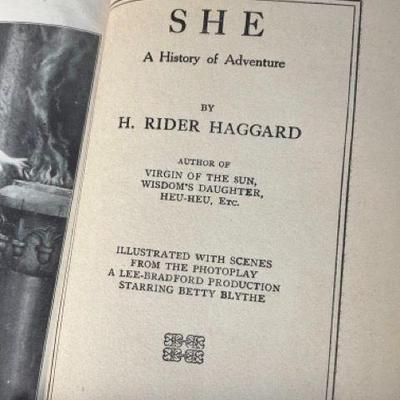 SHE
A History of Adventure
BY
H. RIDER HAGGARD
AUTHOR OF
VIRGIN OF THE SUN,
WISDOM'S DAUGHTER,
HEU-HEU, ETC.
ILLUSTRATED WITH SCENES
FROM THE PHOTOPLAY
A LEE-BRADFORD PRODUCTION
STARRING BETTY BLYTHE